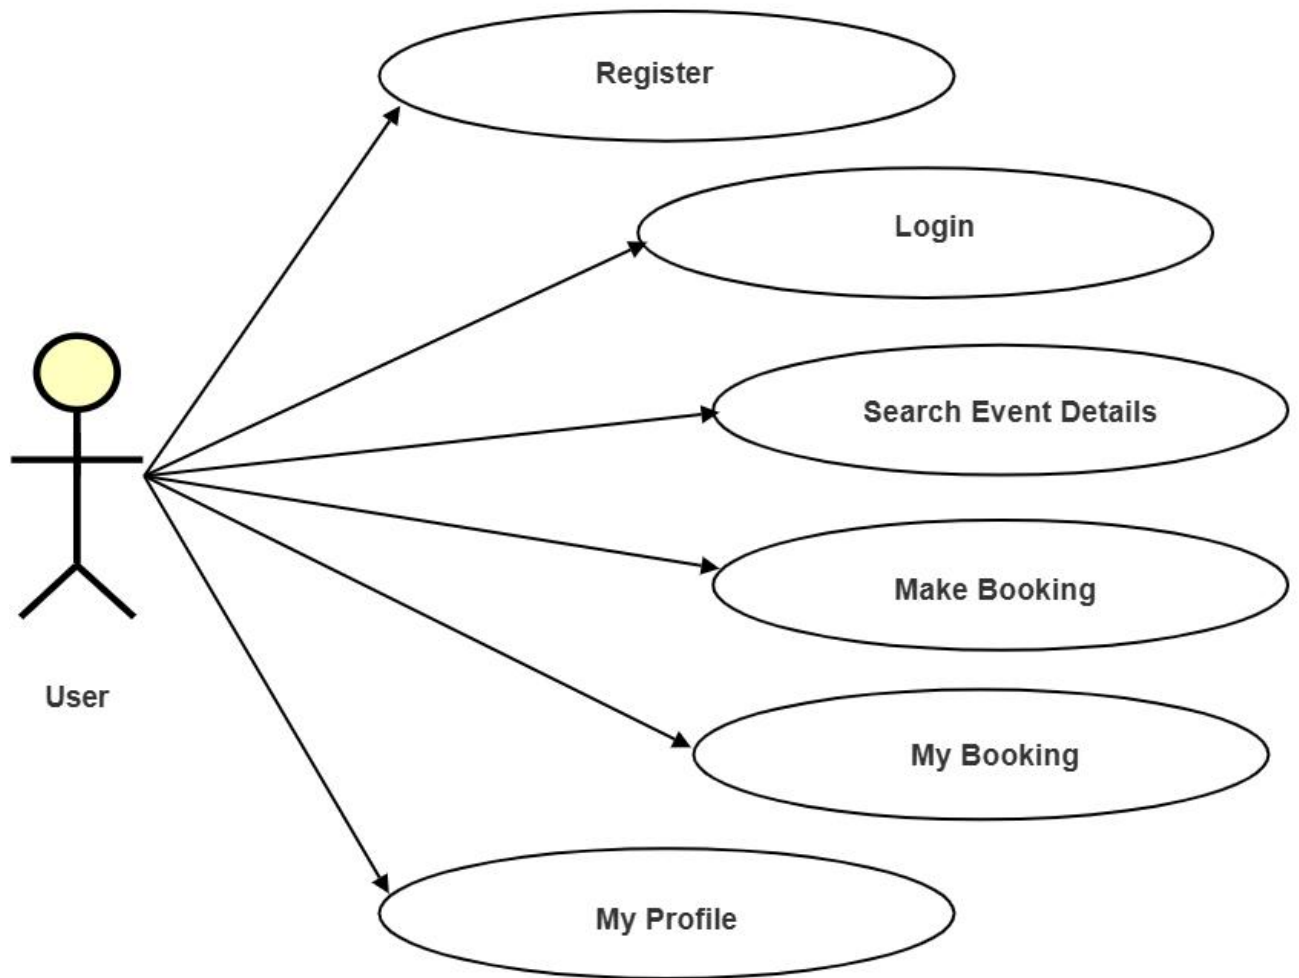 Register
Login
Search Event Details
Make Booking
User
My Booking
My Profile